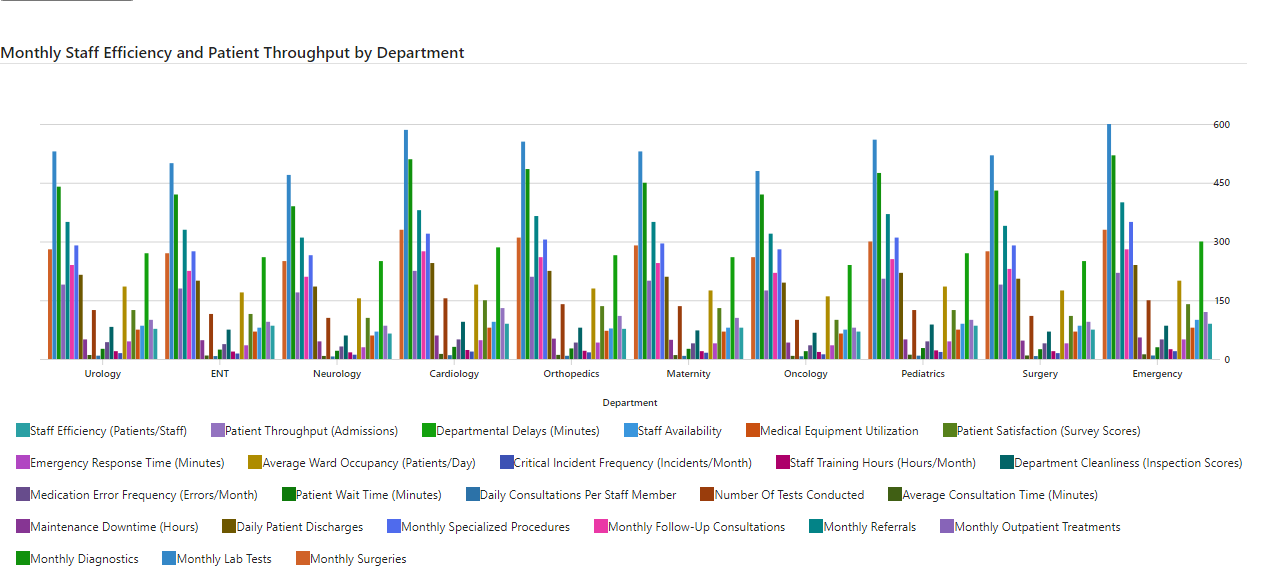 Monthly Staff Efficiency and Patient Throughput by Department
600
450
300
150
0
Urology ENT Neurology Cardiology Orthopedics Maternity Oncology Pediatrics Surgery Emergency
Department
Staff Efficiency (Patients/Staff) Patient Throughput (Admissions) Departmental Delays (Minutes) Staff Availability Medical Equipment Utilization Patient Satisfaction (Survey Scores)
Emergency Response Time (Minutes) Average Ward Occupancy (Patients/Day) Critical Incident Frequency (Incidents/Month) Staff Training Hours (Hours/Month) Department Cleanliness (Inspection Scores)
Medication Error Frequency (Errors/Month) Patient Wait Time (Minutes) Daily Consultations Per Staff Member Number Of Tests Conducted Average Consultation Time (Minutes)
Maintenance Downtime (Hours) Daily Patient Discharges Monthly Specialized Procedures Monthly Follow-Up Consultations Monthly Referrals Monthly Outpatient Treatments
Monthly Diagnostics Monthly Lab Tests Monthly Surgeries